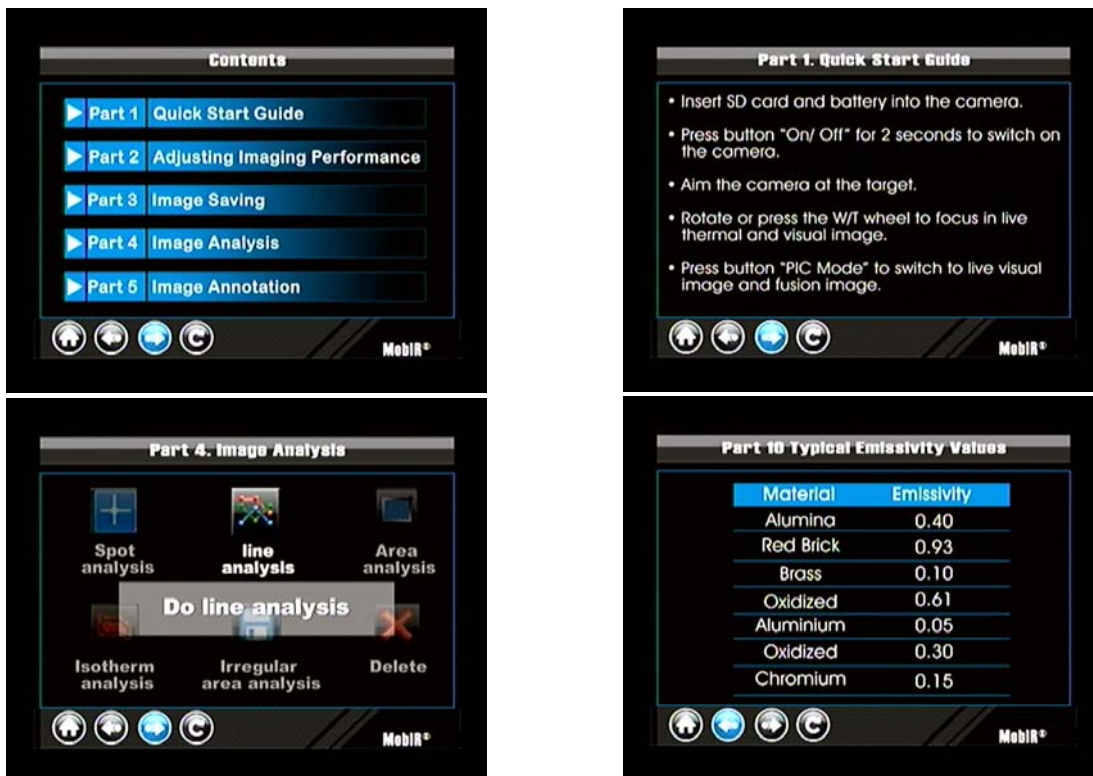 Contents
Part 1 Quick Start Guide
Part 2 Adjusting Imaging Performance
Part 3 Image Saving
Part 4 Image Analysis
Part 5 Image Annotation
C
MobIR®
Part 1. Quick Start Guide
• Insert SD card and battery into the camera.
• Press button "On/ Off" for 2 seconds to switch on
the camera.
• Aim the camera at the target.
• Rotate or press the W/T wheel to focus in live
thermal and visual image.
• Press button "PIC Mode" to switch to live visual
image and fusion image.
C
MobIR®
Part 4. Image Analysis
Spot
analysis
line
analysis
Area
analysis
Do line analysis
Isotherm
analysis
Irregular
area analysis
Delete
C
MobIR®
Part 10 Typical Emissivity Values
Material Emissivity
Alumina 0.40
Red Brick 0.93
Brass 0.10
Oxidized 0.61
Aluminium 0.05
Oxidized 0.30
Chromium 0.15
C
MobIR®